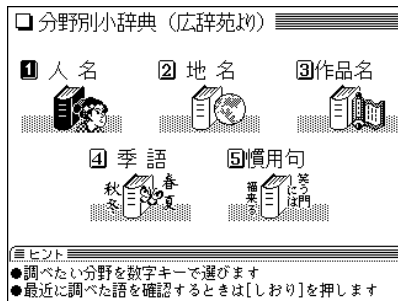 分野別小辞典（広辞苑より）
1 人名
2 地名
3 作品名
4 季語
春
夏
秋
冬
5 慣用句
笑う門
には
福来る
ヒント
●調べたい分野を数字キーで選びます
●最近に調べた語を確認するときは[しおり]を押します